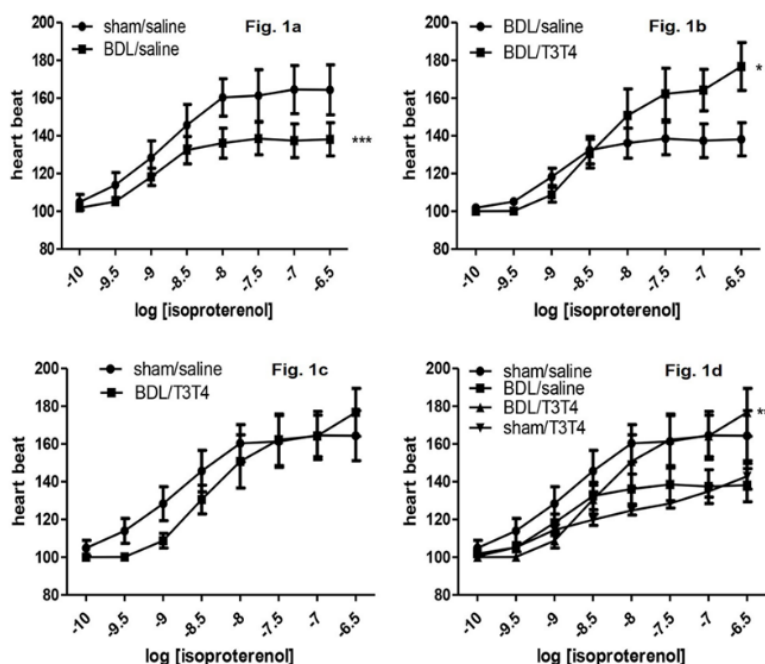 Fig. 1a
sham/saline
BDL/saline
heart beat
200
180
160
140
120
100
80
***
-10 -9.5 -9 -8.5 -8 -7.5 -7 -6.5
log [isoproterenol]
Fig. 1b
BDL/saline
BDL/T3T4
heart beat
200
180
160
140
120
100
80
*
-10 -9.5 -9 -8.5 -8 -7.5 -7 -6.5
log [isoproterenol]
Fig. 1c
sham/saline
BDL/T3T4
heart beat
200
180
160
140
120
100
80
-10 -9.5 -9 -8.5 -8 -7.5 -7 -6.5
log [isoproterenol]
Fig. 1d
sham/saline
BDL/saline
BDL/T3T4
sham/T3T4
heart beat
200
180
160
140
120
100
80
-10 -9.5 -9 -8.5 -8 -7.5 -7 -6.5
log [isoproterenol]